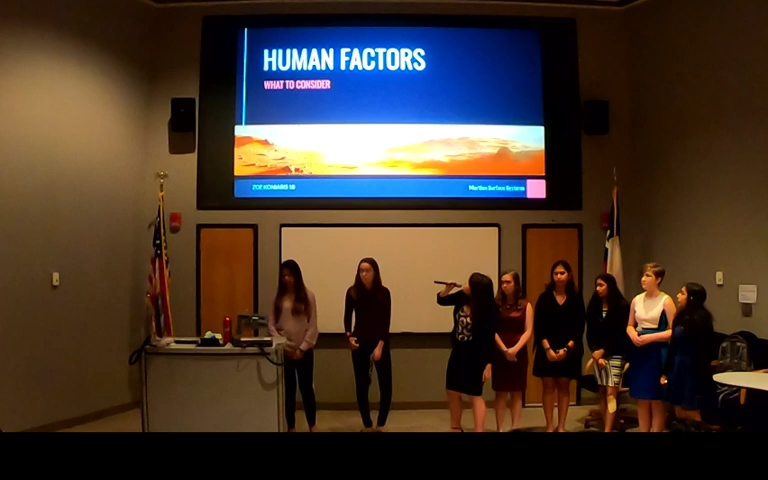 HUMAN FACTORS
WHAT TO CONSIDER
Martian Surface Systems